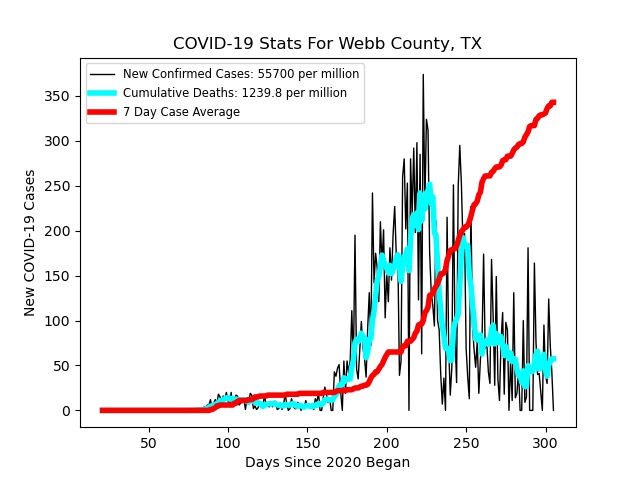 COVID-19 Stats For Webb County, TX
New Confirmed Cases: 55700 per million
Cumulative Deaths: 1239.8 per million
7 Day Case Average
New COVID-19 Cases
350
300
250
200
150
100
50
0
50 100 150 200 250 300
Days Since 2020 Began